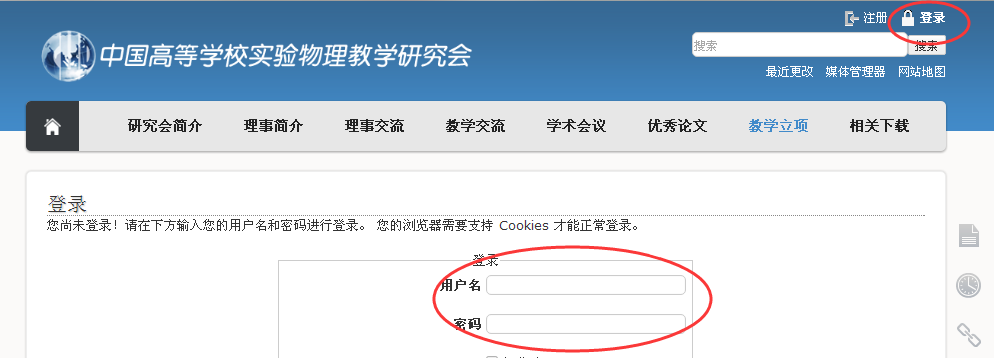 注册 登录
中国高等学校实验物理教学研究会
搜索 搜索
最近更改 媒体管理器 网站地图
研究会简介 理事简介 理事交流 教学交流 学术会议 优秀论文 教学立项 相关下载
登录
您尚未登录！请在下方输入您的用户名和密码进行登录。 您的浏览器需要支持 Cookies 才能正常登录。
登录
用户名
密码